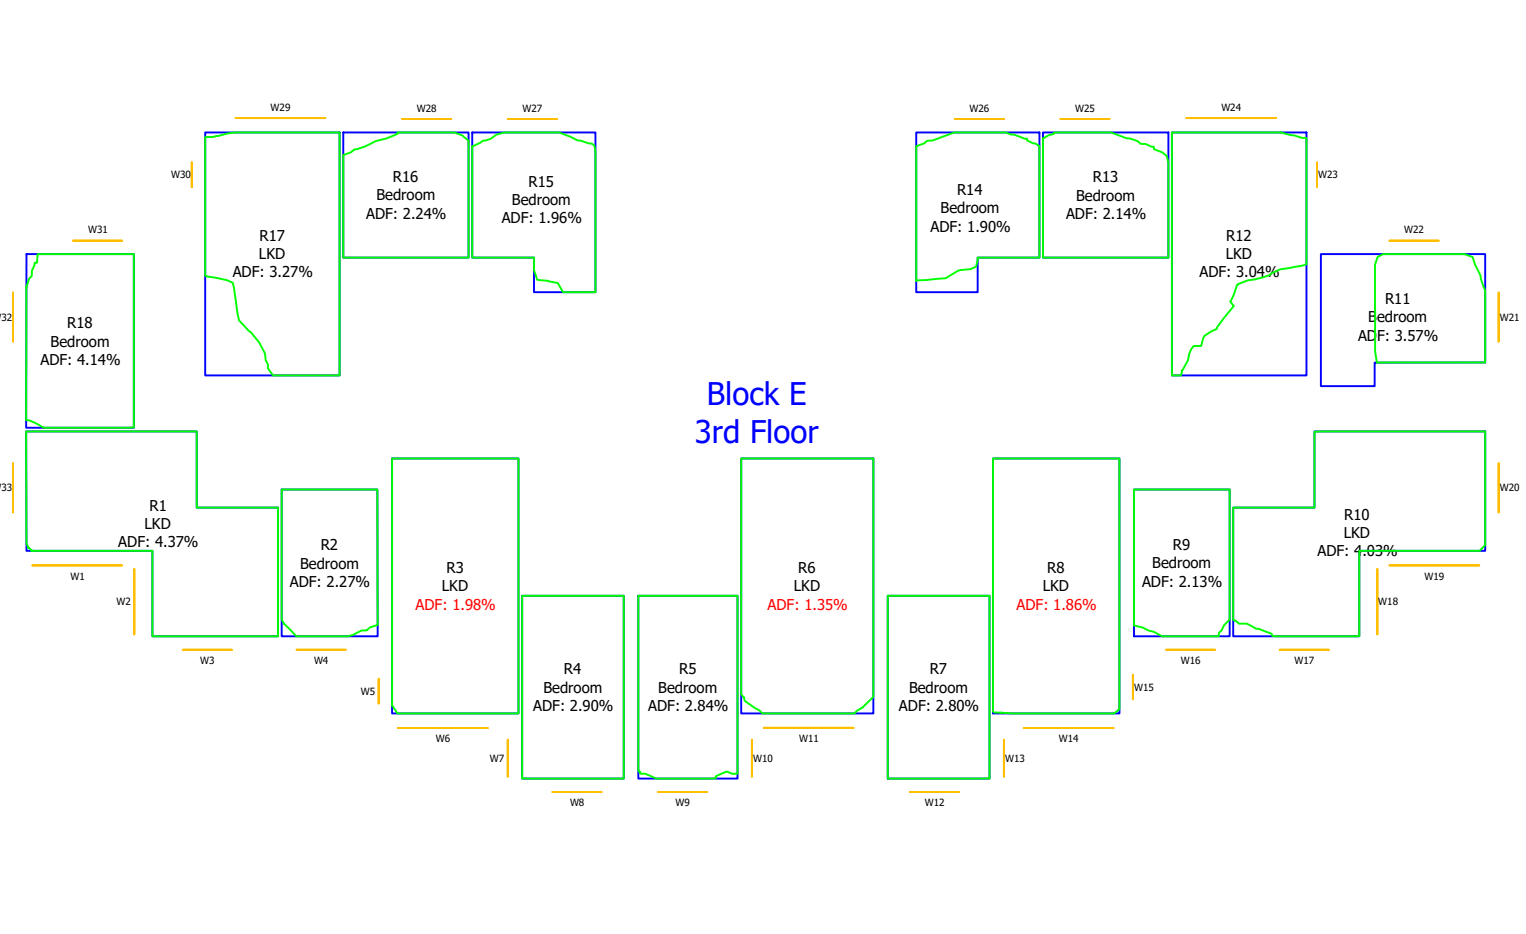 W29
W28
W27
W26
W25
W24
W30
W23
R16
Bedroom
ADF: 2.24%
R15
Bedroom
ADF: 1.96%
R14
Bedroom
ADF: 1.90%
R13
Bedroom
ADF: 2.14%
W31
W22
R17
LKD
ADF: 3.27%
R12
LKD
ADF: 3.04%
W32
R18
Bedroom
ADF: 4.14%
R11
Bedroom
ADF: 3.57%
W21
Block E
3rd Floor
W33
W20
R1
LKD
ADF: 4.37%
R2
Bedroom
ADF: 2.27%
R3
LKD
ADF: 1.98%
R6
LKD
ADF: 1.35%
R8
LKD
ADF: 1.86%
R9
Bedroom
ADF: 2.13%
R10
LKD
ADF: 4.03%
W1
W2
W19
W18
W3
W4
W16
W17
R4
Bedroom
ADF: 2.90%
R5
Bedroom
ADF: 2.84%
R7
Bedroom
ADF: 2.80%
W5
W15
W6
W11
W14
W7
W10
W13
W8
W9
W12